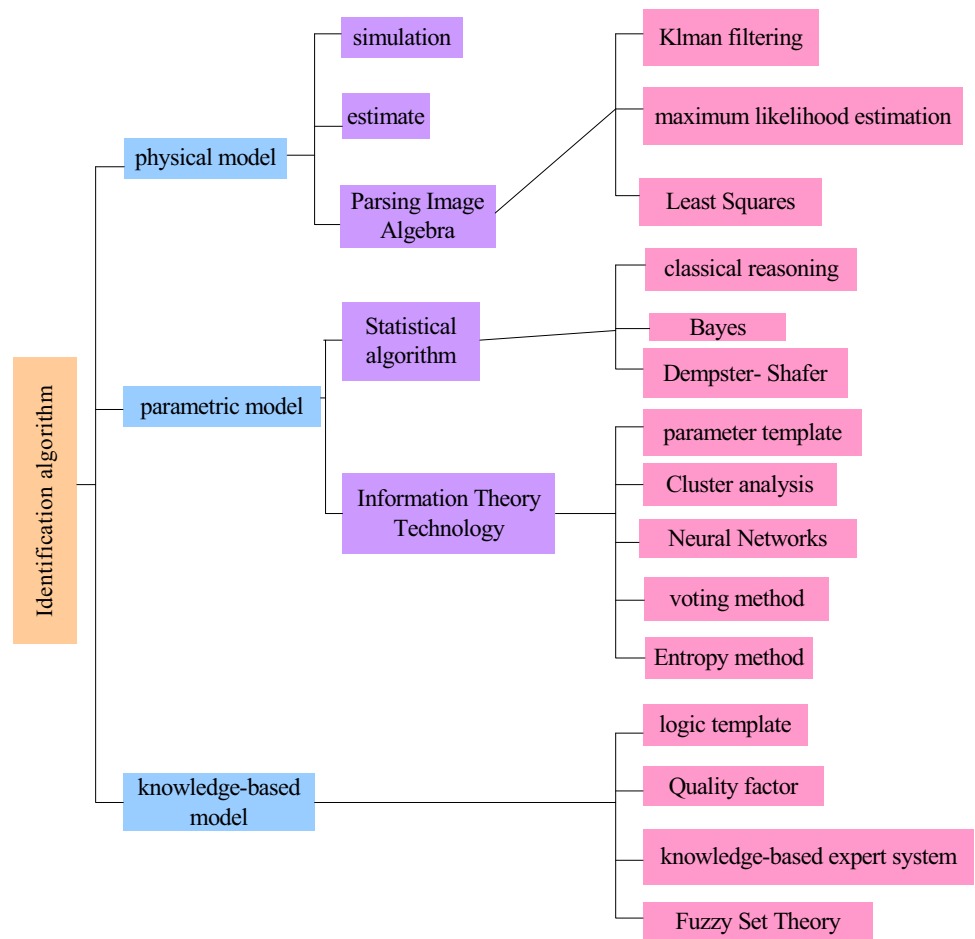 Identification algorithm
physical model
simulation
estimate
Parsing Image
Algebra
Klman filtering
maximum likelihood estimation
Least Squares
parametric model
Statistical
algorithm
classical reasoning
Bayes
Dempster- Shafer
Information Theory
Technology
parameter template
Cluster analysis
Neural Networks
voting method
Entropy method
knowledge-based
model
logic template
Quality factor
knowledge-based expert system
Fuzzy Set Theory